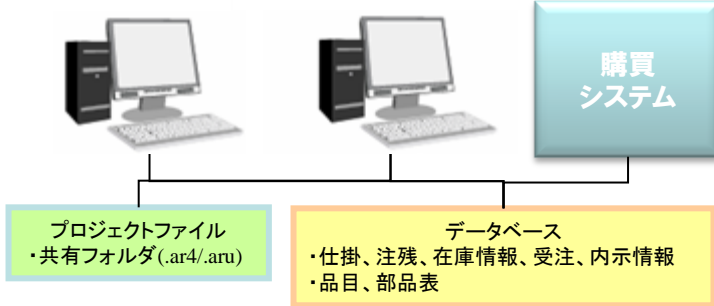 購買
システム
プロジェクトファイル
・共有フォルダ(.ar4/.aru)
データベース
・仕掛、注残、在庫情報、受注、内示情報
・品目、部品表